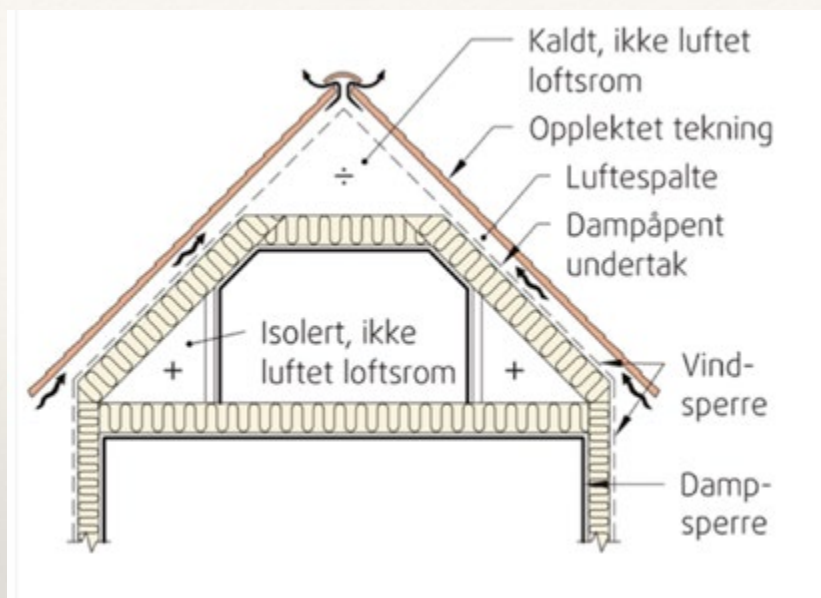 Kaldt, ikke luftet
loftsrom
Opplektet tekning
Luftespalte
Dampåpent
undertak
÷
Isolert, ikke
luftet loftsrom
+
+
Vind-
sperre
Damp-
sperre